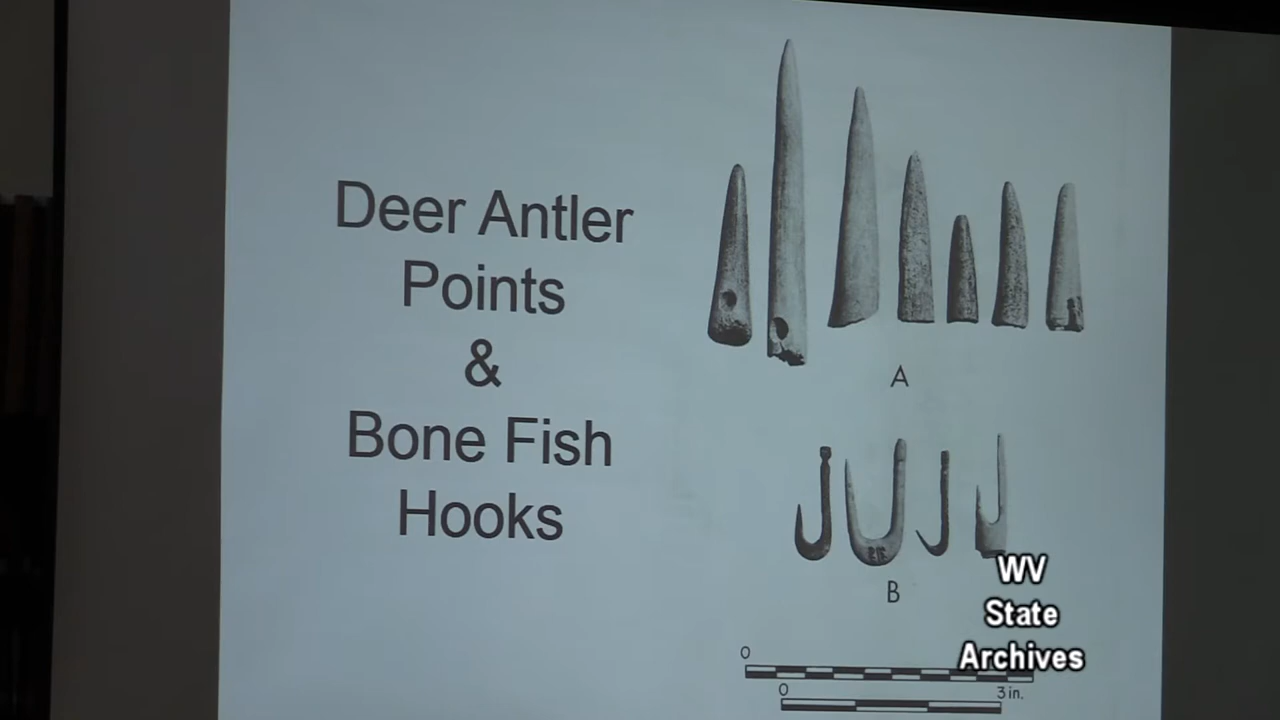 Deer Antler
Points
&
Bone Fish
Hooks
A
B
0
0
3 in.
WV
State
Archives